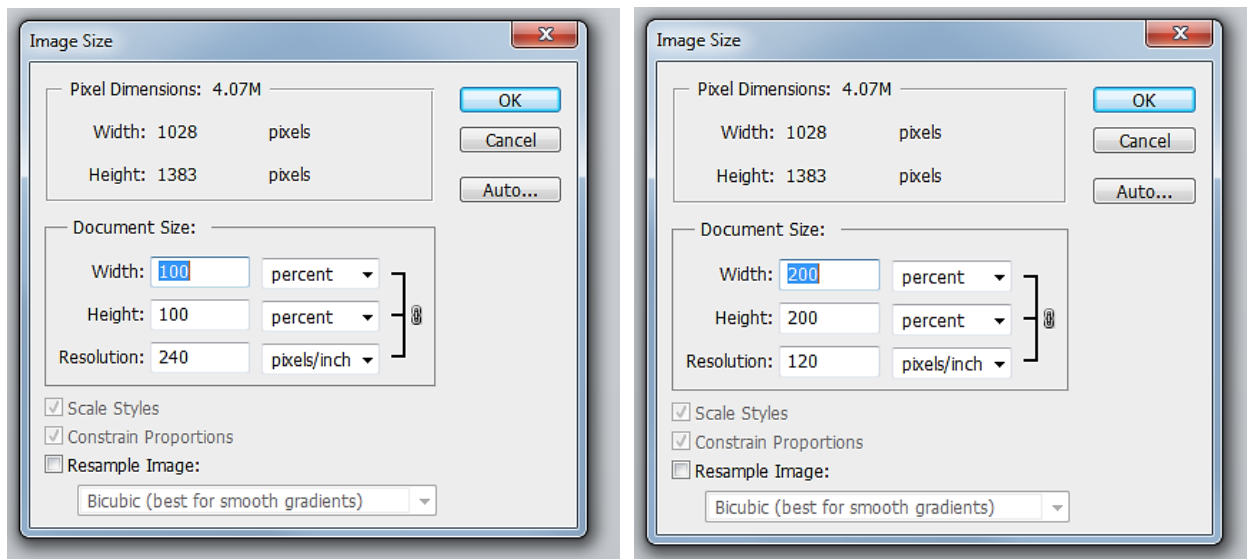 Image Size
Pixel Dimensions: 4.07M
Width: 1028 pixels
Height: 1383 pixels
OK
Cancel
Auto...
Document Size:
Width: 100 percent
Height: 100 percent
Resolution: 240 pixels/inch
Scale Styles
Constrain Proportions
Resample Image:
Bicubic (best for smooth gradients)
Image Size
Pixel Dimensions: 4.07M
Width: 1028 pixels
Height: 1383 pixels
OK
Cancel
Auto...
Document Size:
Width: 200 percent
Height: 200 percent
Resolution: 120 pixels/inch
Scale Styles
Constrain Proportions
Resample Image:
Bicubic (best for smooth gradients)